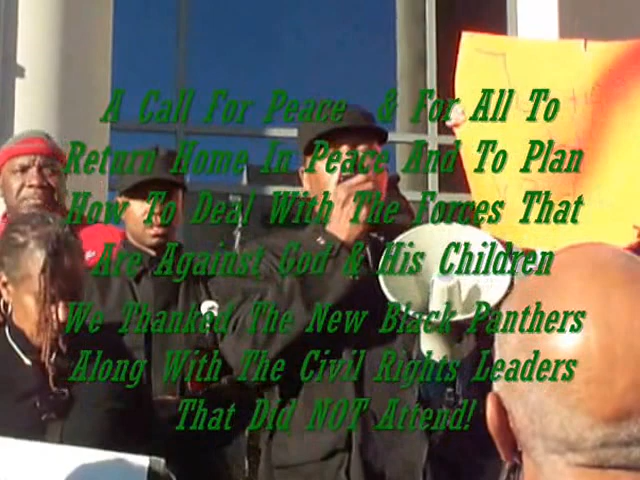 A Call For Peace & For All To
Return Home In Peace And To Plan
How To Deal With The Forces That
Are Against God & His Children
We Thanked The New Black Panthers
Along With The Civil Rights Leaders
That Did NOT Attend!